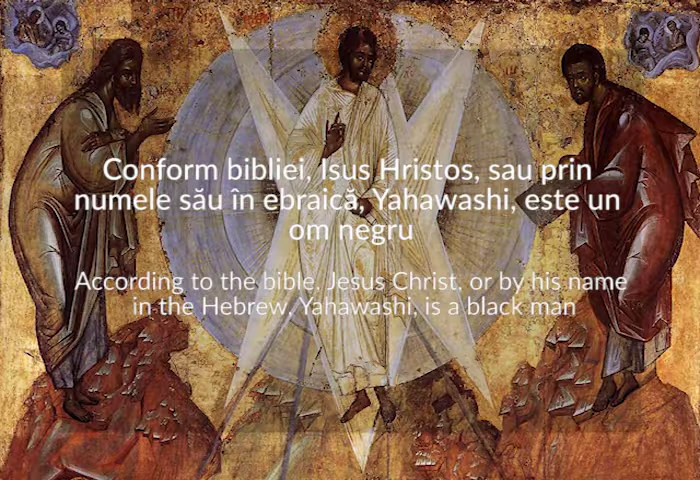 Conform bibliei, Isus Hristos, sau prin
numele său în ebraică, Yahawashi, este un
om negru
According to the bible, Jesus Christ, or by his name
in the Hebrew, Yahawashi, is a black man